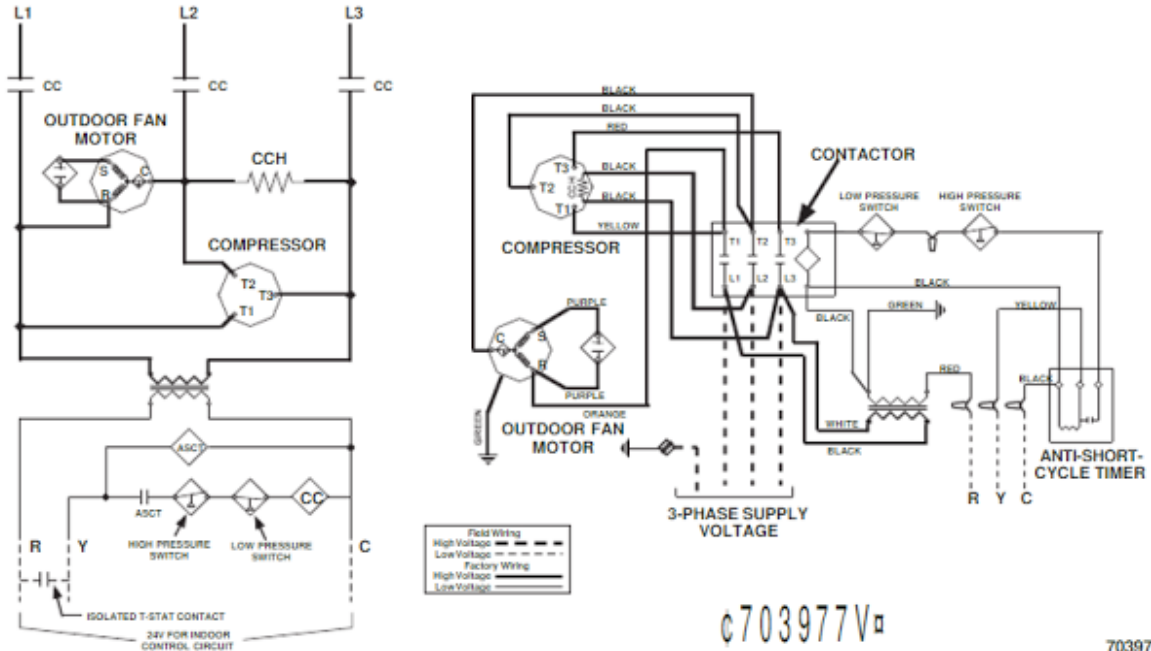 L1 L2 L3
CC CC CC
OUTDOOR FAN
MOTOR
S
C
R
CCH
COMPRESSOR
T2
T3
T1
ASCT
ASCT
CC
HIGH PRESSURE
SWITCH
LOW PRESSURE
SWITCH
R Y C
ISOLATED T-STAT CONTACT
24V FOR INDOOR
CONTROL CIRCUIT
BLACK
BLACK
RED
T3
BLACK
T2
CCH
BLACK
T1
YELLOW
COMPRESSOR
CONTACTOR
T1 T2 T3
L1 L2 L3
LOW PRESSURE
SWITCH
HIGH PRESSURE
SWITCH
BLACK
BLACK
GREEN
YELLOW
RED
BLACK
WHITE
BLACK
PURPLE
C
S
R
PURPLE
ORANGE
GREEN
OUTDOOR FAN
MOTOR
ANTI-SHORT-
CYCLE TIMER
R Y C
3-PHASE SUPPLY
VOLTAGE
Field Wiring
High Voltage
Low Voltage
Factory Wiring
High Voltage
Low Voltage
¢703977V¤
70397